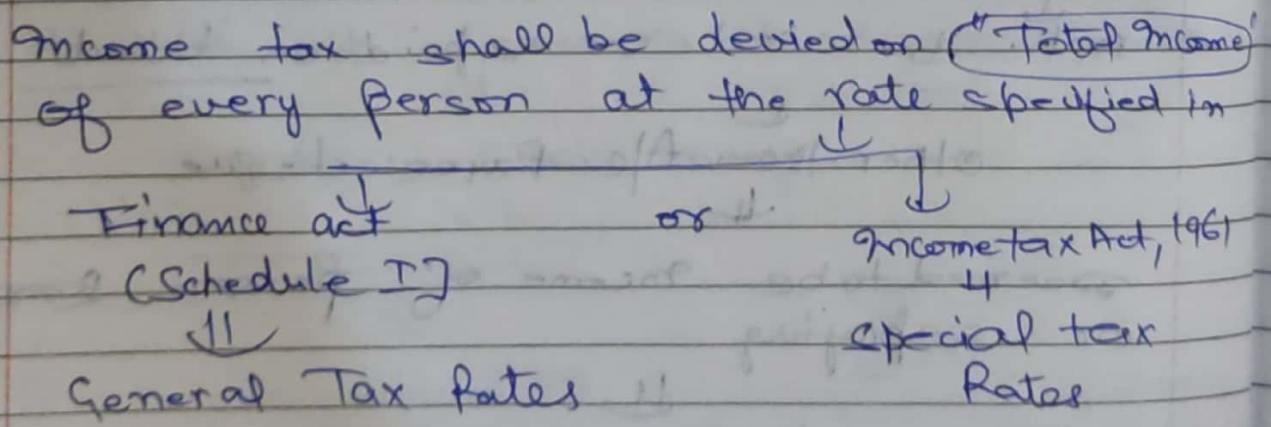 Income tax shall be devied on "Total Income"
of every person at the rate specified in
↓
Finance act or Income tax Act, 1961
(Schedule I]
⇓
special tax
General Tax Rates Rates